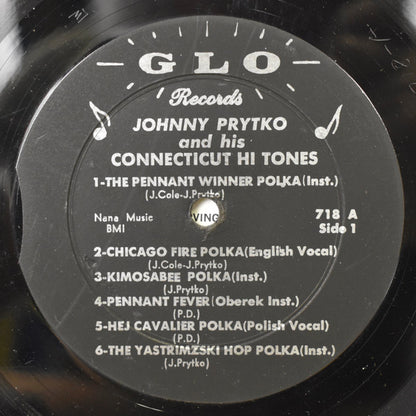 GLO
Records
JOHNNY PRYTKO
and his
CONNECTICUT HI TONES
1-THE PENNANT WINNER POLKA(Inst.)
(J.Cole-J.Prytko)
Nana Music
BMI
VING
718 A
Side 1
2-CHICAGO FIRE POLKA(English Vocal)
(J.Cole-J.Prytko)
3-KIMOSABEE POLKA(Inst.)
(J.Prytko)
4-PENNANT FEVER(Oberek Inst.)
(P.D.)
5-HEJ CAVALIER POLKA(Polish Vocal)
(P.D.)
6-THE YASTRIMZSKI HOP POLKA(Inst.)
(J.Prytko)